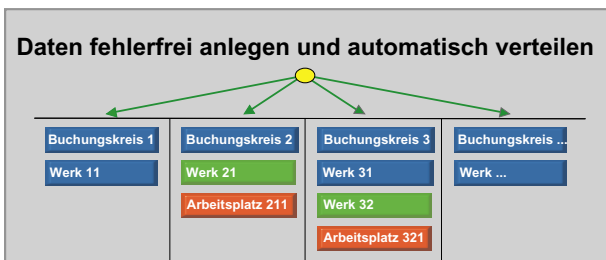 Daten fehlerfrei anlegen und automatisch verteilen
Buchungskreis 1
Werk 11
Buchungskreis 2
Werk 21
Arbeitsplatz 211
Buchungskreis 3
Werk 31
Werk 32
Arbeitsplatz 321
Buchungskreis ...
Werk ...